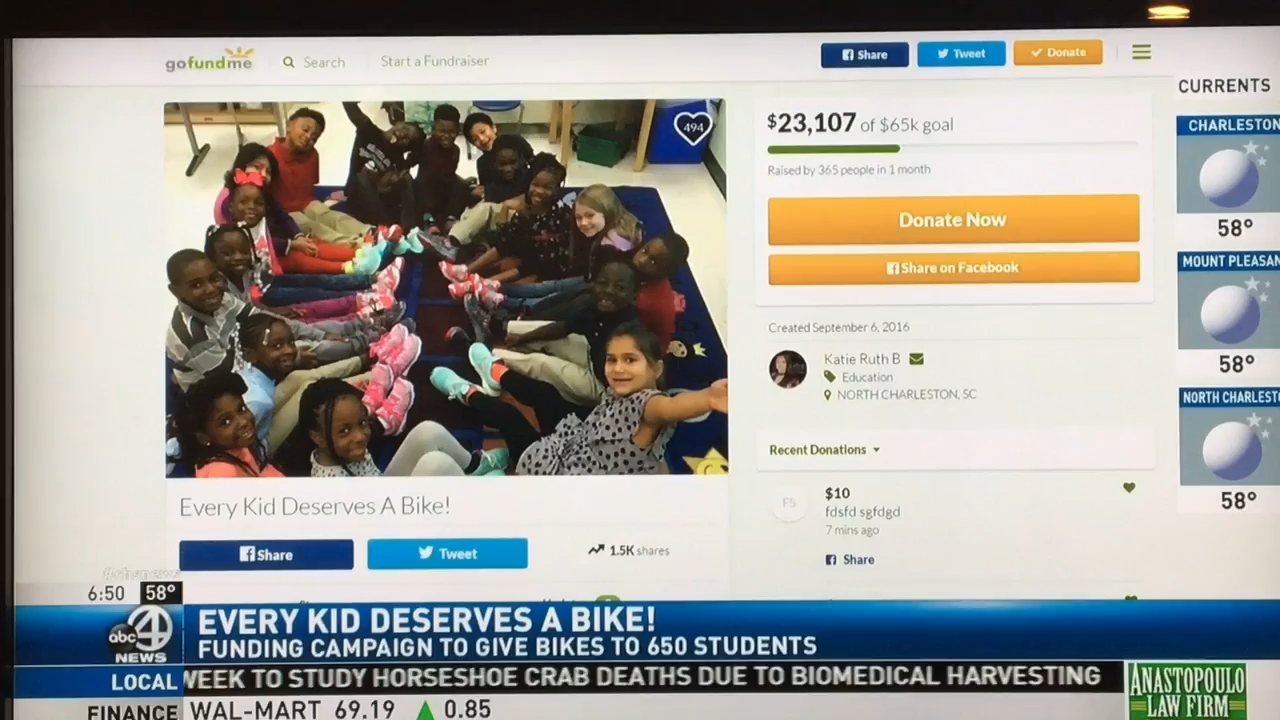 gofundme Search Start a Fundraiser Share Tweet Donate
494
$23,107 of $65k goal
Raised by 365 people in 1 month
Donate Now
Share on Facebook
Created September 6, 2016
Katie Ruth B
Education
NORTH CHARLESTON, SC
Recent Donations
FS
$10
fdsfd sgfdgd
7 mins ago
Share
Every Kid Deserves A Bike!
Share Tweet 1.5K shares
CURRENTS
CHARLESTON
58°
MOUNT PLEASAN
58°
NORTH CHARLEST
58°
#chsnews
6:50 58°
abc 4 NEWS
EVERY KID DESERVES A BIKE!
FUNDING CAMPAIGN TO GIVE BIKES TO 650 STUDENTS
LOCAL WEEK TO STUDY HORSESHOE CRAB DEATHS DUE TO BIOMEDICAL HARVESTING
FINANCE WAL-MART 69.19 ▲ 0.85
ANASTOPOULO
LAW FIRM